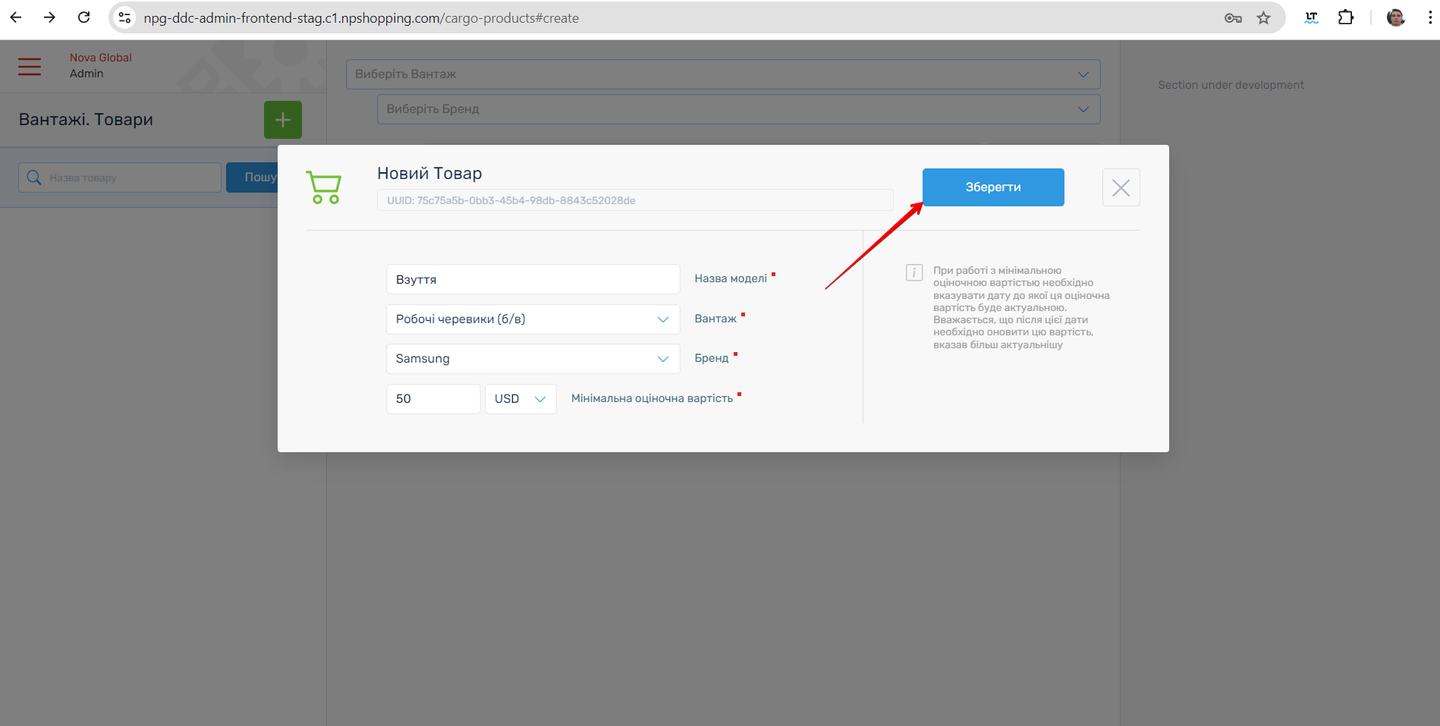 npg-ddc-admin-frontend-stag.c1.npshopping.com/cargo-products#create
LT
Nova Global
Admin
Вантажі. Товари
Назва товару
Пошу
Виберіть Вантаж
Виберіть Бренд
Section under development
Новий Товар
UUID: 75c75a5b-0bb3-45b4-98db-8843c52028de
Зберегти
Взуття
Назва моделі
Робочі черевики (б/в)
Вантаж
Samsung
Бренд
50
USD
Мінімальна оціночна вартість
При работі з мінімальною
оціночною вартістью необхідно
вказувати дату до якої ця оціночна
вартість буде актуальною.
Вважається, що після цієї дати
необхідно оновити цю вартість,
вказав більш актуальнішу